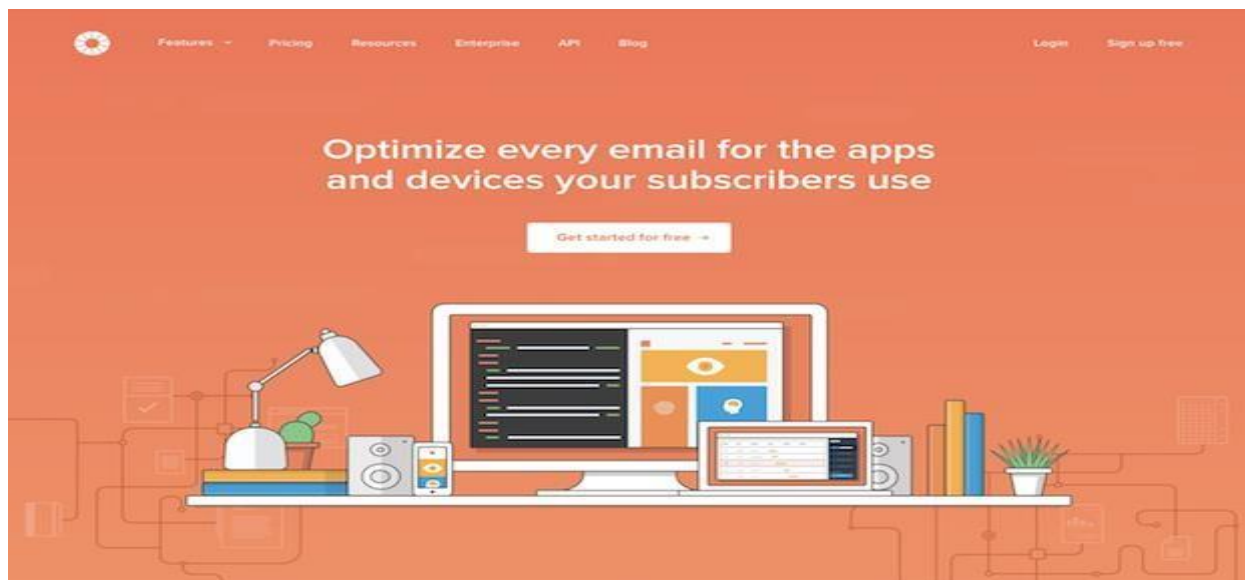 Features
Pricing
Resources
Enterprise
API
Blog
Login
Sign up free
Optimize every email for the apps
and devices your subscribers use
Get started for free →